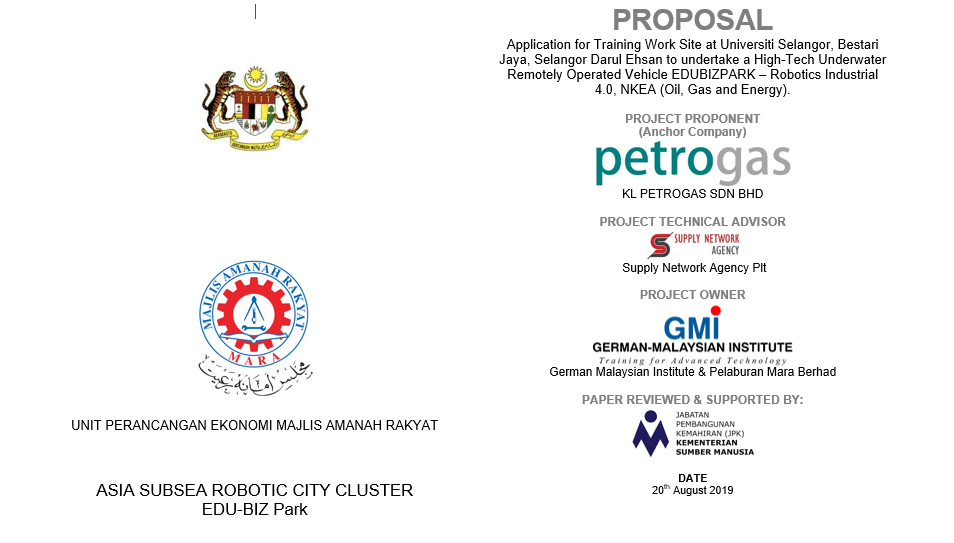 MAJLIS AMANAH RAKYAT
MARA
UNIT PERANCANGAN EKONOMI MAJLIS AMANAH RAKYAT
ASIA SUBSEA ROBOTIC CITY CLUSTER
EDU-BIZ Park
PROPOSAL
Application for Training Work Site at Universiti Selangor, Bestari
Jaya, Selangor Darul Ehsan to undertake a High-Tech Underwater
Remotely Operated Vehicle EDUBIZPARK – Robotics Industrial
4.0, NKEA (Oil, Gas and Energy).
PROJECT PROPONENT
(Anchor Company)
petrogas
KL PETROGAS SDN BHD
PROJECT TECHNICAL ADVISOR
SUPPLY NETWORK
AGENCY
Supply Network Agency Plt
PROJECT OWNER
GMi
GERMAN-MALAYSIAN INSTITUTE
Training for Advanced Technology
German Malaysian Institute & Pelaburan Mara Berhad
PAPER REVIEWED & SUPPORTED BY:
JABATAN
PEMBANGUNAN
KEMAHIRAN (JPK)
KEMENTERIAN
SUMBER MANUSIA
DATE
20th August 2019